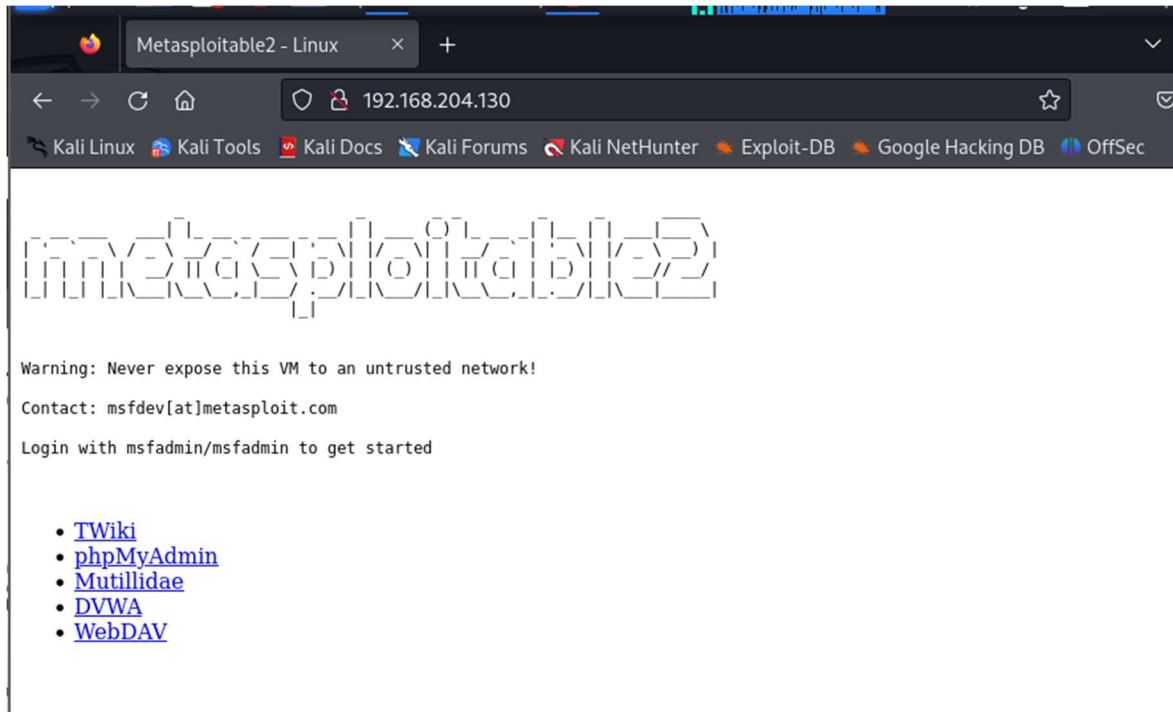 Metasploitable2 - Linux
192.168.204.130
Kali Linux Kali Tools Kali Docs Kali Forums Kali NetHunter Exploit-DB Google Hacking DB OffSec
metasploitable2
Warning: Never expose this VM to an untrusted network!
Contact: msfdev[at]metasploit.com
Login with msfadmin/msfadmin to get started
TWiki
phpMyAdmin
Mutillidae
DVWA
WebDAV